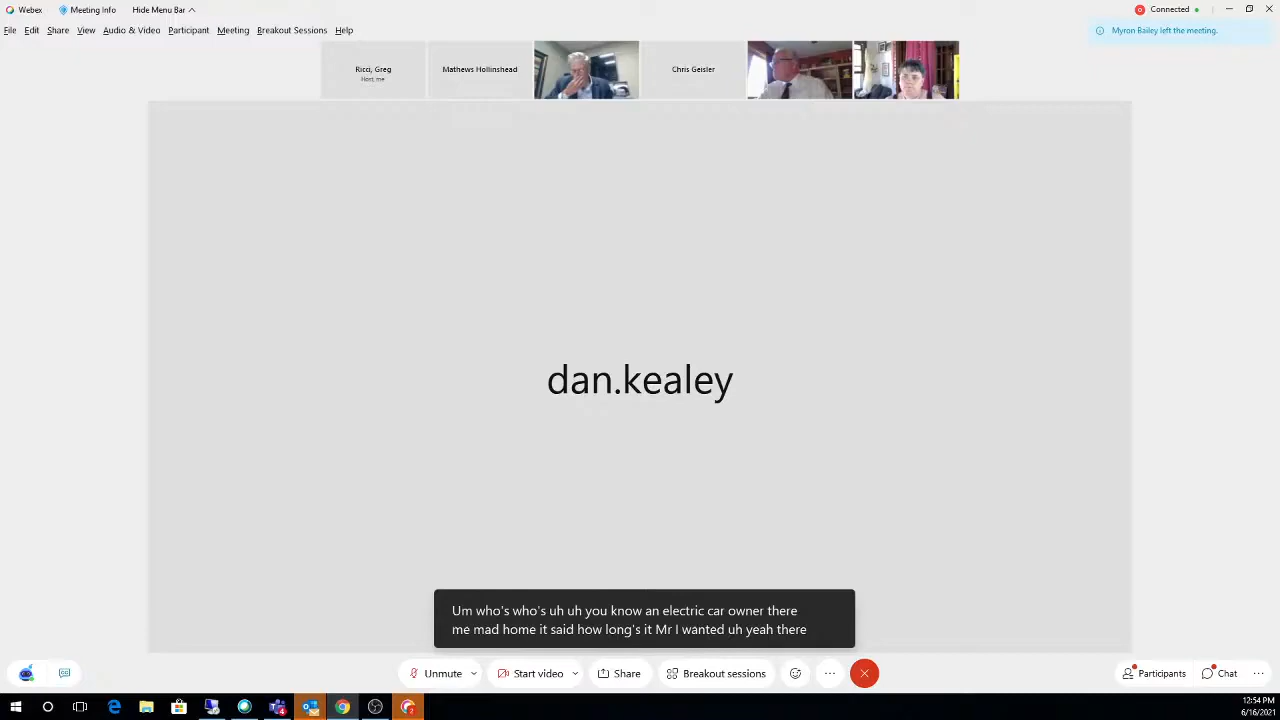 Webex
Meeting Info
Hide Menu Bar
Connected
File Edit Share View Audio & Video Participant Meeting Breakout Sessions Help
Myron Bailey left the meeting.
Ricci, Greg
Host, me
Mathews Hollinshead
Chris Geisler
dan.kealey
Um who's who's uh uh you know an electric car owner there
me mad home it said how long's it Mr I wanted uh yeah there
Unmute
Start video
Share
Breakout sessions
Participants
Chat
12:54 PM
6/16/2021